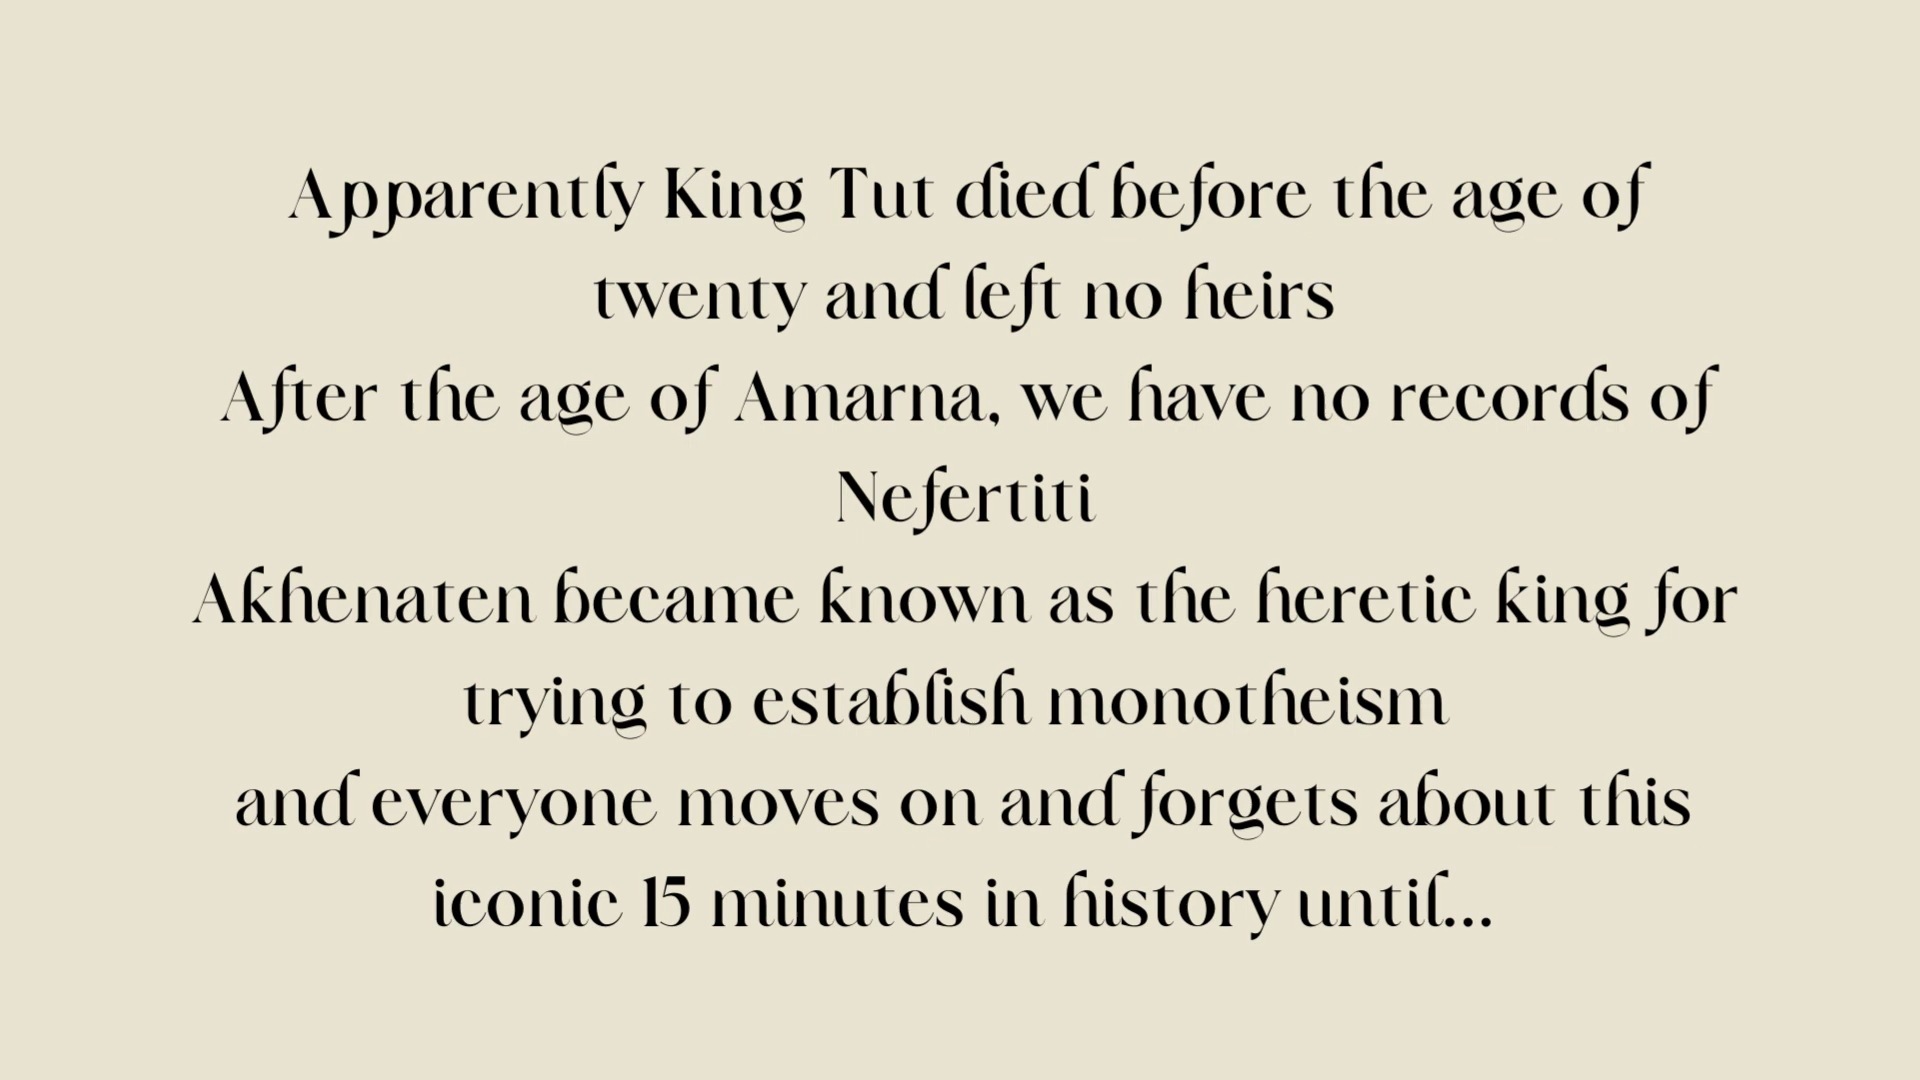 Apparently King Tut died before the age of
twenty and left no heirs
After the age of Amarna, we have no records of
Nefertiti
Akhenaten became known as the heretic king for
trying to establish monotheism
and everyone moves on and forgets about this
iconic 15 minutes in history until...